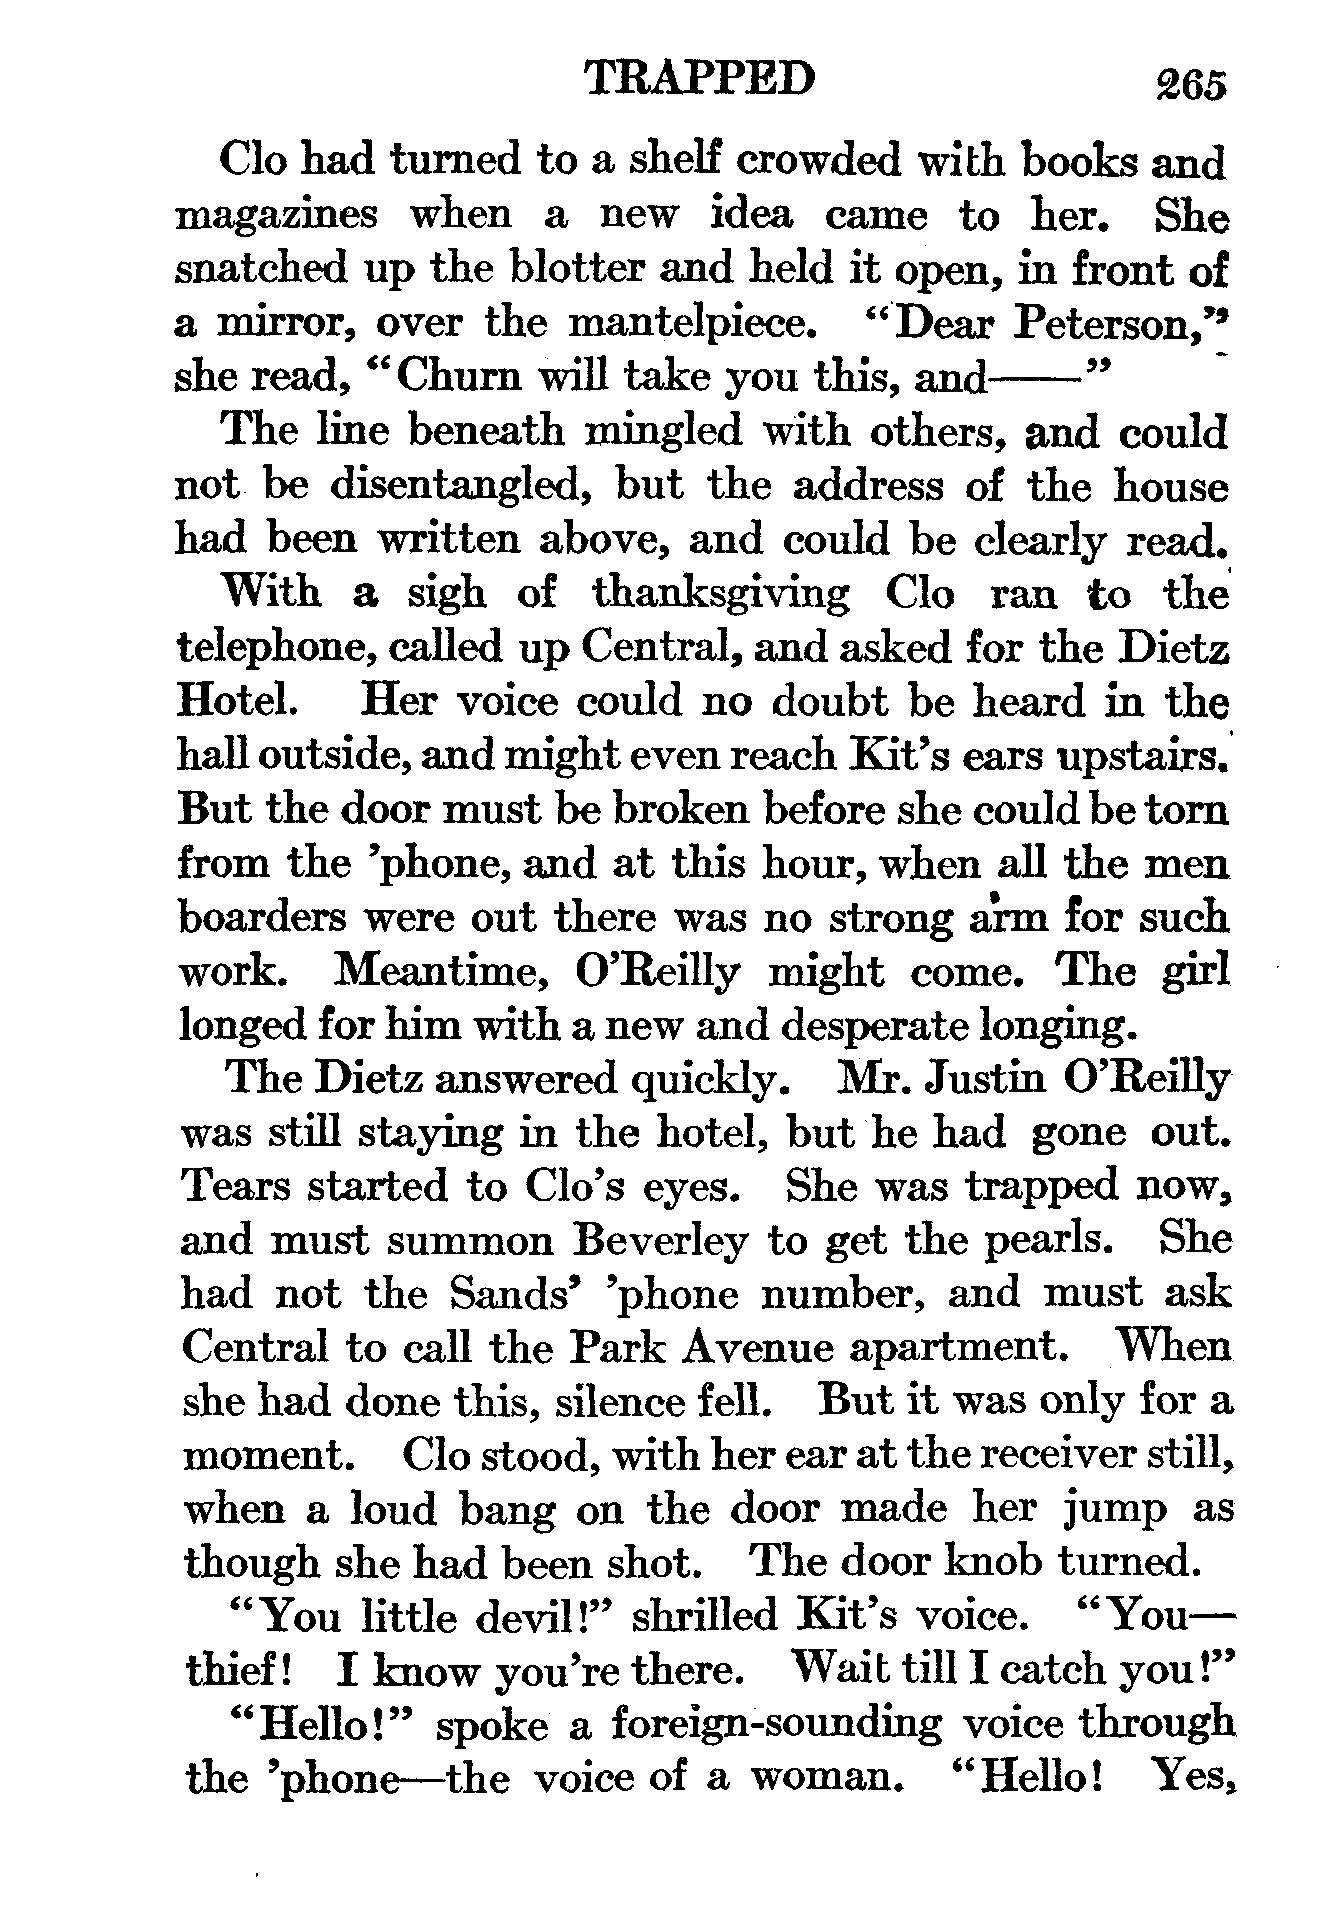 TRAPPED 265
Clo had turned to a shelf crowded with books and
magazines when a new idea came to her. She
snatched up the blotter and held it open, in front of
a mirror, over the mantelpiece. “Dear Peterson,”
she read, “Churn will take you this, and——”
The line beneath mingled with others, and could
not be disentangled, but the address of the house
had been written above, and could be clearly read.
With a sigh of thanksgiving Clo ran to the
telephone, called up Central, and asked for the Dietz
Hotel. Her voice could no doubt be heard in the
hall outside, and might even reach Kit’s ears upstairs.
But the door must be broken before she could be torn
from the ’phone, and at this hour, when all the men
boarders were out there was no strong arm for such
work. Meantime, O’Reilly might come. The girl
longed for him with a new and desperate longing.
The Dietz answered quickly. Mr. Justin O’Reilly
was still staying in the hotel, but he had gone out.
Tears started to Clo’s eyes. She was trapped now,
and must summon Beverley to get the pearls. She
had not the Sands’ ’phone number, and must ask
Central to call the Park Avenue apartment. When
she had done this, silence fell. But it was only for a
moment. Clo stood, with her ear at the receiver still,
when a loud bang on the door made her jump as
though she had been shot. The door knob turned.
“You little devil!” shrilled Kit’s voice. “You—
thief! I know you’re there. Wait till I catch you!”
“Hello!” spoke a foreign-sounding voice through
the ’phone—the voice of a woman. “Hello! Yes,